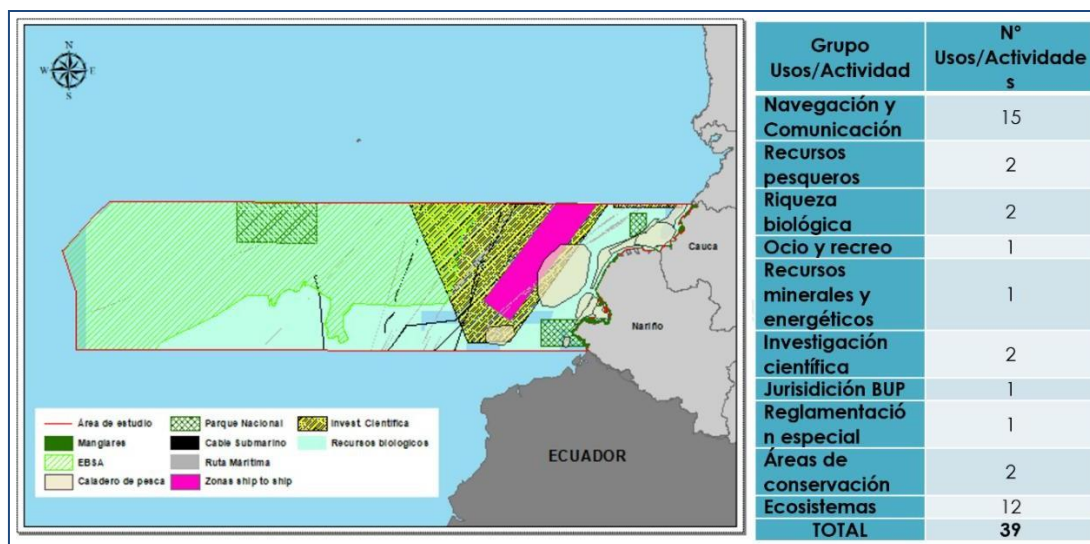 N
W E
S
Cauca
Nariño
ECUADOR
Área de estudio
Manglares
EBSA
Caladero de pesca
Parque Nacional
Cable Submarino
Ruta Máritima
Zonas ship to ship
Invest. Científica
Recursos biologicos
Grupo
Usos/Actividad
N°
Usos/Actividade
s
Navegación y
Comunicación
15
Recursos
pesqueros
2
Riqueza
biológica
2
Ocio y recreo
1
Recursos
minerales y
energéticos
1
Investigación
científica
2
Jurisidición BUP
1
Reglamentació
n especial
1
Áreas de
conservación
2
Ecosistemas
12
TOTAL
39